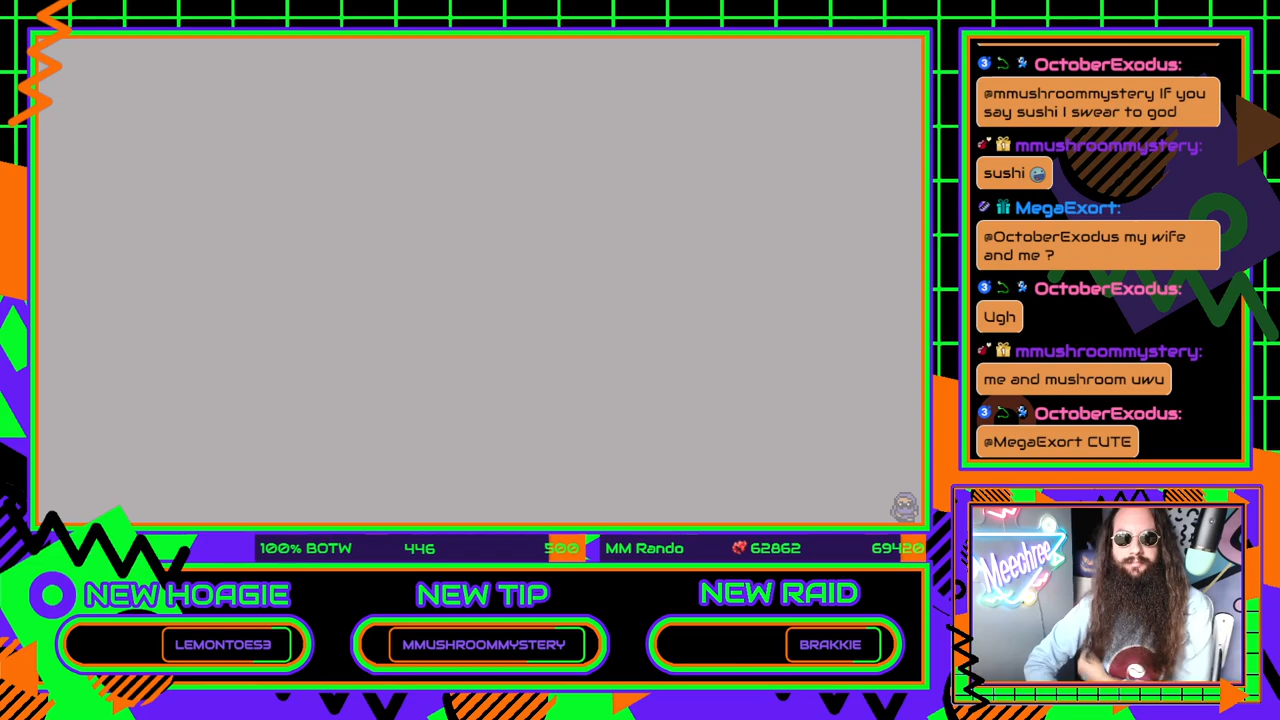 OctoberExodus:
@mmushroommystery If you
say sushi I swear to god
mmushroommystery:
sushi
MegaExort:
@OctoberExodus my wife
and me ?
OctoberExodus:
Ugh
mmushroommystery:
me and mushroom uwu
OctoberExodus:
@MegaExort CUTE
100% BOTW 446 500
MM Rando 62862 69420
NEW HOAGIE
LEMONTOES3
NEW TIP
MMUSHROOMMYSTERY
NEW RAID
BRAKKIE
Meechree